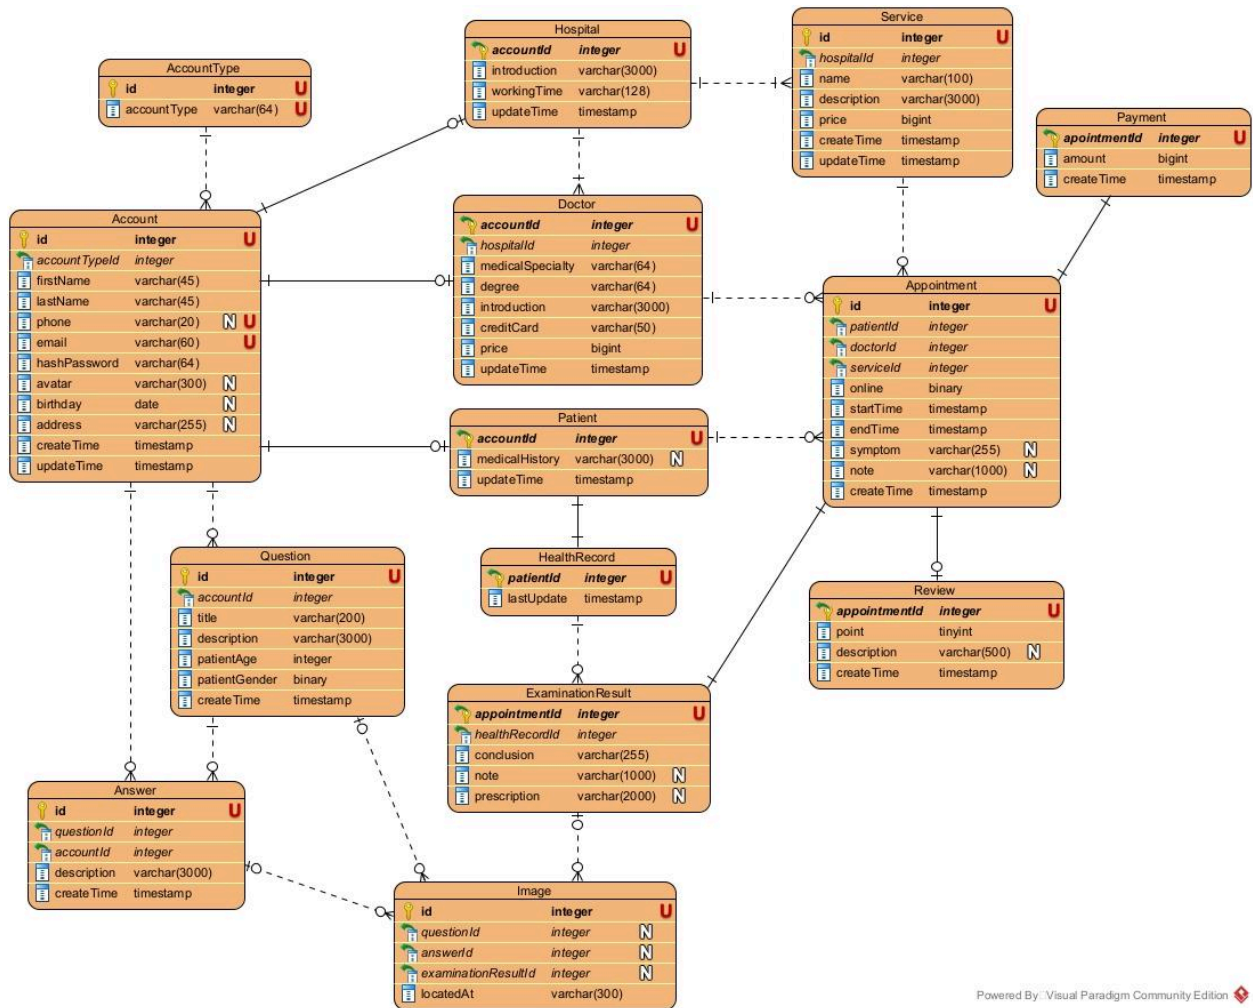 AccountType
id integer U
accountType varchar(64) U
Hospital
accountId integer U
introduction varchar(3000)
workingTime varchar(128)
updateTime timestamp
Service
id integer U
hospitalId integer
name varchar(100)
description varchar(3000)
price bigint
createTime timestamp
updateTime timestamp
Payment
apointmentId integer U
amount bigint
createTime timestamp
Account
id integer U
accountTypeId integer
firstName varchar(45)
lastName varchar(45)
phone varchar(20) N U
email varchar(60) U
hashPassword varchar(64)
avatar varchar(300) N
birthday date N
address varchar(255) N
createTime timestamp
updateTime timestamp
Doctor
accountId integer U
hospitalId integer
medicalSpecialty varchar(64)
degree varchar(64)
introduction varchar(3000)
creditCard varchar(50)
price bigint
updateTime timestamp
Appointment
id integer U
patientId integer
doctorId integer
serviceId integer
online binary
startTime timestamp
endTime timestamp
symptom varchar(255) N
note varchar(1000) N
createTime timestamp
Patient
accountId integer U
medicalHistory varchar(3000) N
updateTime timestamp
Question
id integer U
accountId integer
title varchar(200)
description varchar(3000)
patientAge integer
patientGender binary
createTime timestamp
HealthRecord
patientId integer U
lastUpdate timestamp
Review
appointmentId integer U
point tinyint
description varchar(500) N
createTime timestamp
ExaminationResult
appointmentId integer U
healthRecordId integer
conclusion varchar(255)
note varchar(1000) N
prescription varchar(2000) N
Answer
id integer U
questionId integer
accountId integer
description varchar(3000)
createTime timestamp
Image
id integer U
questionId integer N
answerId integer N
examinationResultId integer N
locatedAt varchar(300)
Powered By Visual Paradigm Community Edition